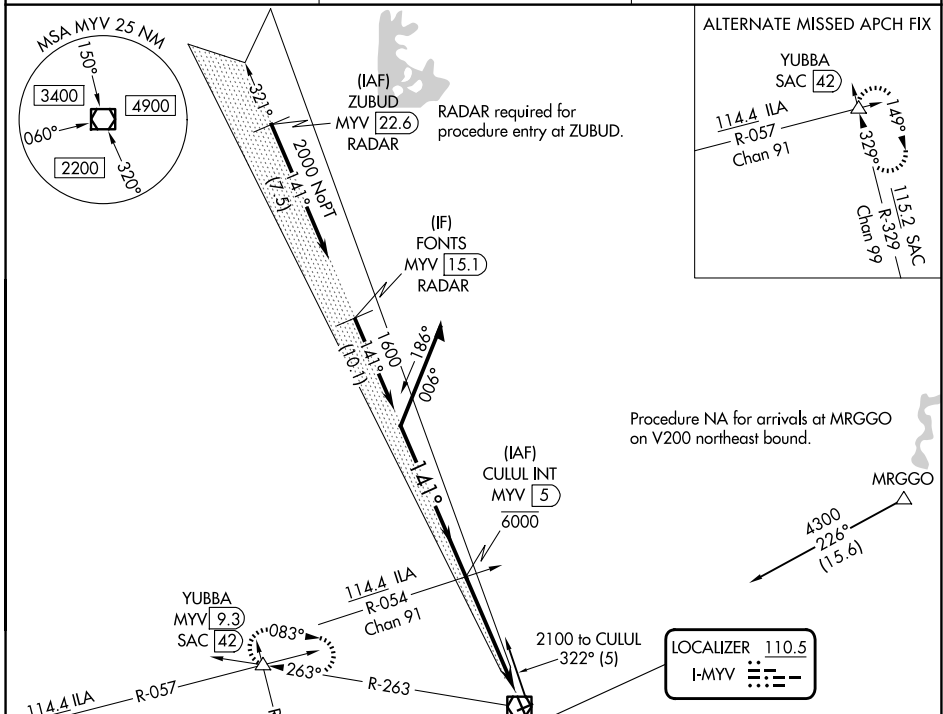 MSA MYV 25 NM
150°
3400
4900
060°
2200
320°
321°
(IAF)
ZUBUD
MYV 22.6
RADAR
RADAR required for
procedure entry at ZUBUD.
2000 NoPT
141°
(7.5)
(IF)
FONTS
MYV 15.1
RADAR
1600
141°
(10.1)
186°
006°
141°
(IAF)
CULUL INT
MYV 5
6000
ALTERNATE MISSED APCH FIX
YUBBA
SAC 42
114.4 ILA
R-057
Chan 91
149°
329°
115.2 SAC
R-329
Chan 99
Procedure NA for arrivals at MRGGO
on V200 northeast bound.
MRGGO
4300
226°
(15.6)
114.4 ILA
R-054
Chan 91
YUBBA
MYV 9.3
SAC 42
083°
263°
R-263
114.4 ILA
R-057
R
2100 to CULUL
322° (5)
LOCALIZER 110.5
I-MYV